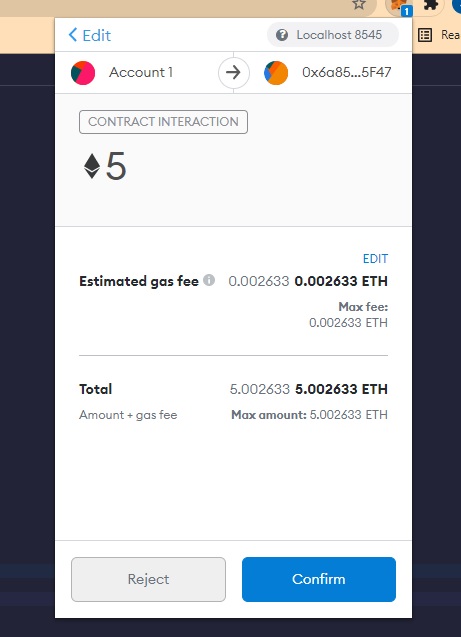 1
Rea
Edit
Localhost 8545
Account 1
0x6a85...5F47
CONTRACT INTERACTION
5
EDIT
Estimated gas fee 0.002633 0.002633 ETH
Max fee:
0.002633 ETH
Total 5.002633 5.002633 ETH
Amount + gas fee Max amount: 5.002633 ETH
Reject
Confirm